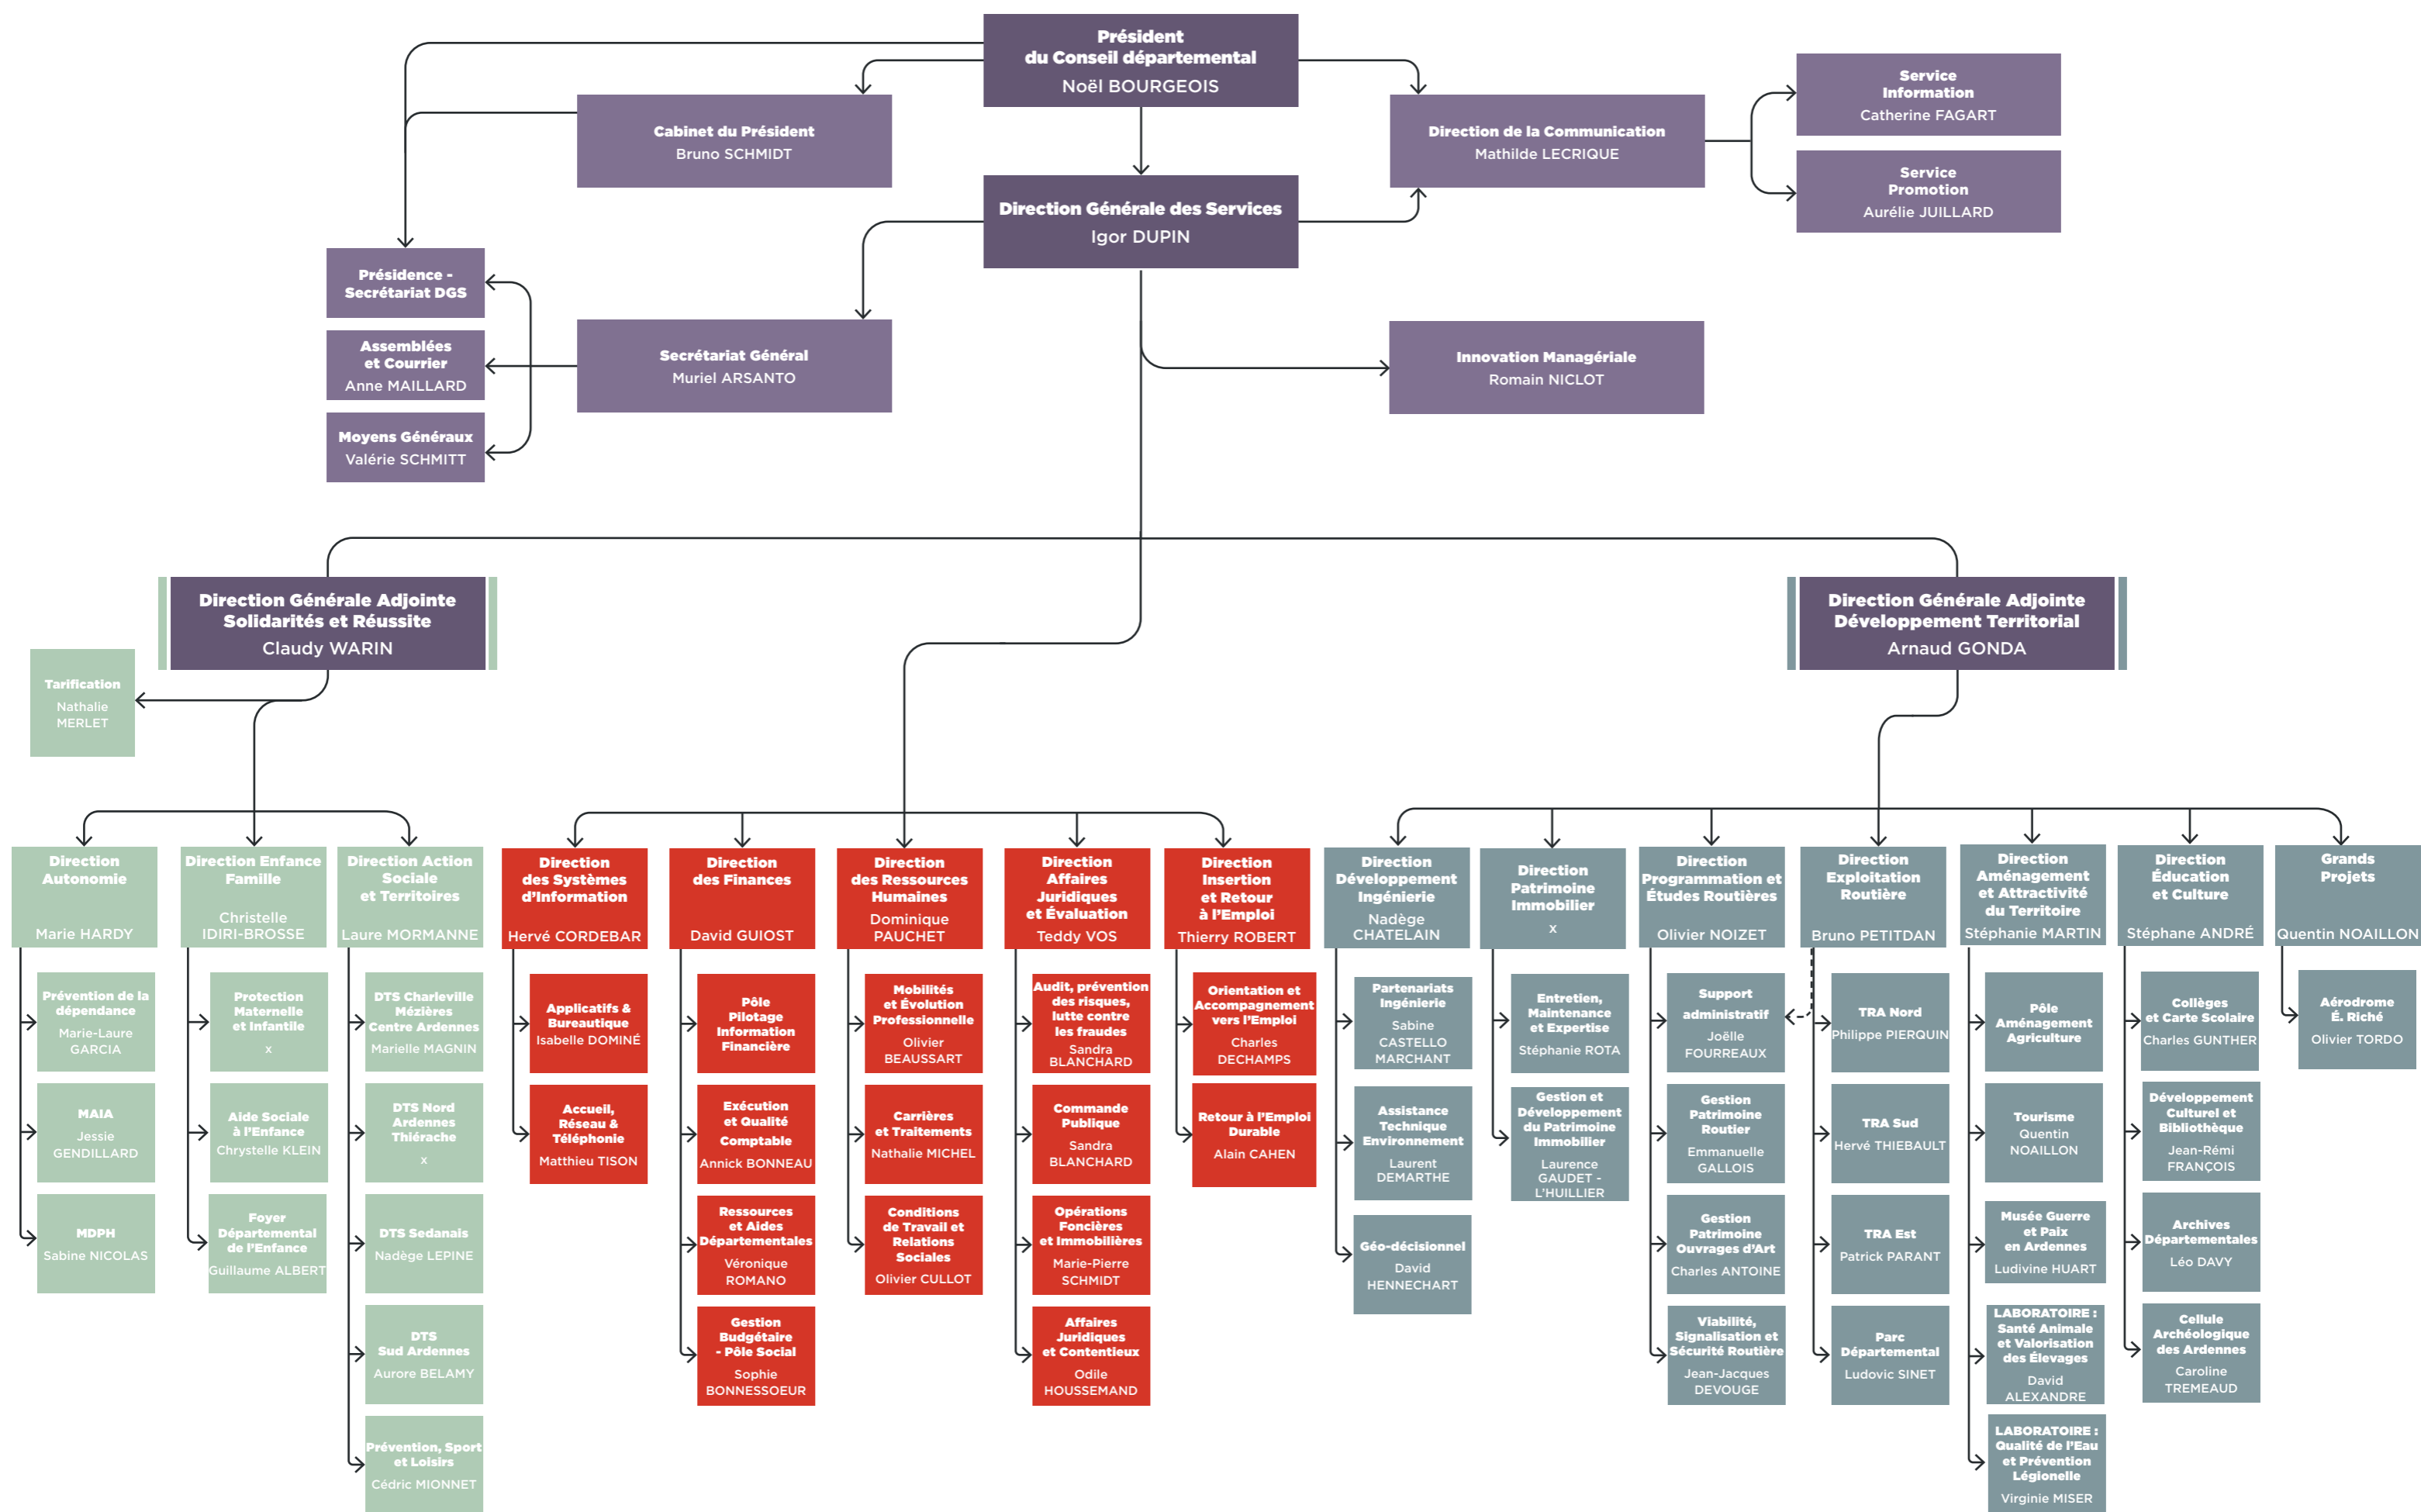 Président
du Conseil départemental
Noël BOURGEOIS
Cabinet du Président
Bruno SCHMIDT
Direction de la Communication
Mathilde LECRIQUE
Service
Information
Catherine FAGART
Service
Promotion
Aurélie JUILLARD
Direction Générale des Services
Igor DUPIN
Présidence -
Secrétariat DGS
Assemblées
et Courrier
Anne MAILLARD
Moyens Généraux
Valérie SCHMITT
Secrétariat Général
Muriel ARSANTO
Innovation Managériale
Romain NICLOT
Direction Générale Adjointe
Solidarités et Réussite
Claudy WARIN
Direction Générale Adjointe
Développement Territorial
Arnaud GONDA
Tarification
Nathalie
MERLET
Direction
Autonomie
Marie HARDY
Prévention de la
dépendance
Marie-Laure
GARCIA
MAIA
Jessie
GENDILLARD
MDPH
Sabine NICOLAS
Direction Enfance
Famille
Christelle
IDIRI-BROSSE
Protection
Maternelle
et Infantile
x
Aide Sociale
à l'Enfance
Chrystelle KLEIN
Foyer
Départemental
de l'Enfance
Guillaume ALBERT
Direction Action
Sociale
et Territoires
Laure MORMANNE
DTS Charleville
Mézières
Centre Ardennes
Marielle MAGNIN
DTS Nord
Ardennes
Thiérache
x
DTS Sedanais
Nadège LEPINE
DTS
Sud Ardennes
Aurore BELAMY
Prévention, Sport
et Loisirs
Cédric MIONNET
Direction
des Systèmes
d'Information
Hervé CORDEBAR
Applicatifs &
Bureautique
Isabelle DOMINÉ
Accueil,
Réseau &
Téléphonie
Matthieu TISON
Direction
des Finances
David GUIOST
Pôle
Pilotage
Information
Financière
Exécution
et Qualité
Comptable
Annick BONNEAU
Ressources
et Aides
Départementales
Véronique
ROMANO
Gestion
Budgétaire
- Pôle Social
Sophie
BONNESSOEUR
Direction
des Ressources
Humaines
Dominique
PAUCHET
Mobilités
et Évolution
Professionnelle
Olivier
BEAUSSART
Carrières
et Traitements
Nathalie MICHEL
Conditions
de Travail et
Relations
Sociales
Olivier CULLOT
Direction
Affaires
Juridiques
et Évaluation
Teddy VOS
Audit, prévention
des risques,
lutte contre
les fraudes
Sandra
BLANCHARD
Commande
Publique
Sandra
BLANCHARD
Opérations
Foncières
et Immobilières
Marie-Pierre
SCHMIDT
Affaires
Juridiques
et Contentieux
Odile
HOUSSEMAND
Direction
Insertion
et Retour
à l'Emploi
Thierry ROBERT
Orientation et
Accompagnement
vers l'Emploi
Charles
DECHAMPS
Retour à l'Emploi
Durable
Alain CAHEN
Direction
Développement
Ingénierie
Nadège
CHATELAIN
Partenariats
Ingénierie
Sabine
CASTELLO
MARCHANT
Assistance
Technique
Environnement
Laurent
DEMARTHE
Géo-décisionnel
David
HENNECHART
Direction
Patrimoine
Immobilier
x
Entretien,
Maintenance
et Expertise
Stéphanie ROTA
Gestion et
Développement
du Patrimoine
Immobilier
Laurence
GAUDET -
L'HUILLIER
Direction
Programmation et
Études Routières
Olivier NOIZET
Support
administratif
Joëlle
FOURREAUX
Gestion
Patrimoine
Routier
Emmanuelle
GALLOIS
Gestion
Patrimoine
Ouvrages d'Art
Charles ANTOINE
Viabilité,
Signalisation et
Sécurité Routière
Jean-Jacques
DEVOUGE
Direction
Exploitation
Routière
Bruno PETITDAN
TRA Nord
Philippe PIERQUIN
TRA Sud
Hervé THIEBAULT
TRA Est
Patrick PARANT
Parc
Départemental
Ludovic SINET
Direction
Aménagement
et Attractivité
du Territoire
Stéphanie MARTIN
Pôle
Aménagement
Agriculture
Tourisme
Quentin
NOAILLON
Musée Guerre
et Paix
en Ardennes
Ludivine HUART
LABORATOIRE :
Santé Animale
et Valorisation
des Élevages
David
ALEXANDRE
LABORATOIRE :
Qualité de l'Eau
et Prévention
Légionelle
Virginie MISER
Direction
Éducation
et Culture
Stéphane ANDRÉ
Collèges
et Carte Scolaire
Charles GUNTHER
Développement
Culturel et
Bibliothèque
Jean-Rémi
FRANÇOIS
Archives
Départementales
Léo DAVY
Cellule
Archéologique
des Ardennes
Caroline
TREMEAUD
Grands
Projets
Quentin NOAILLON
Aérodrome
É. Riché
Olivier TORDO